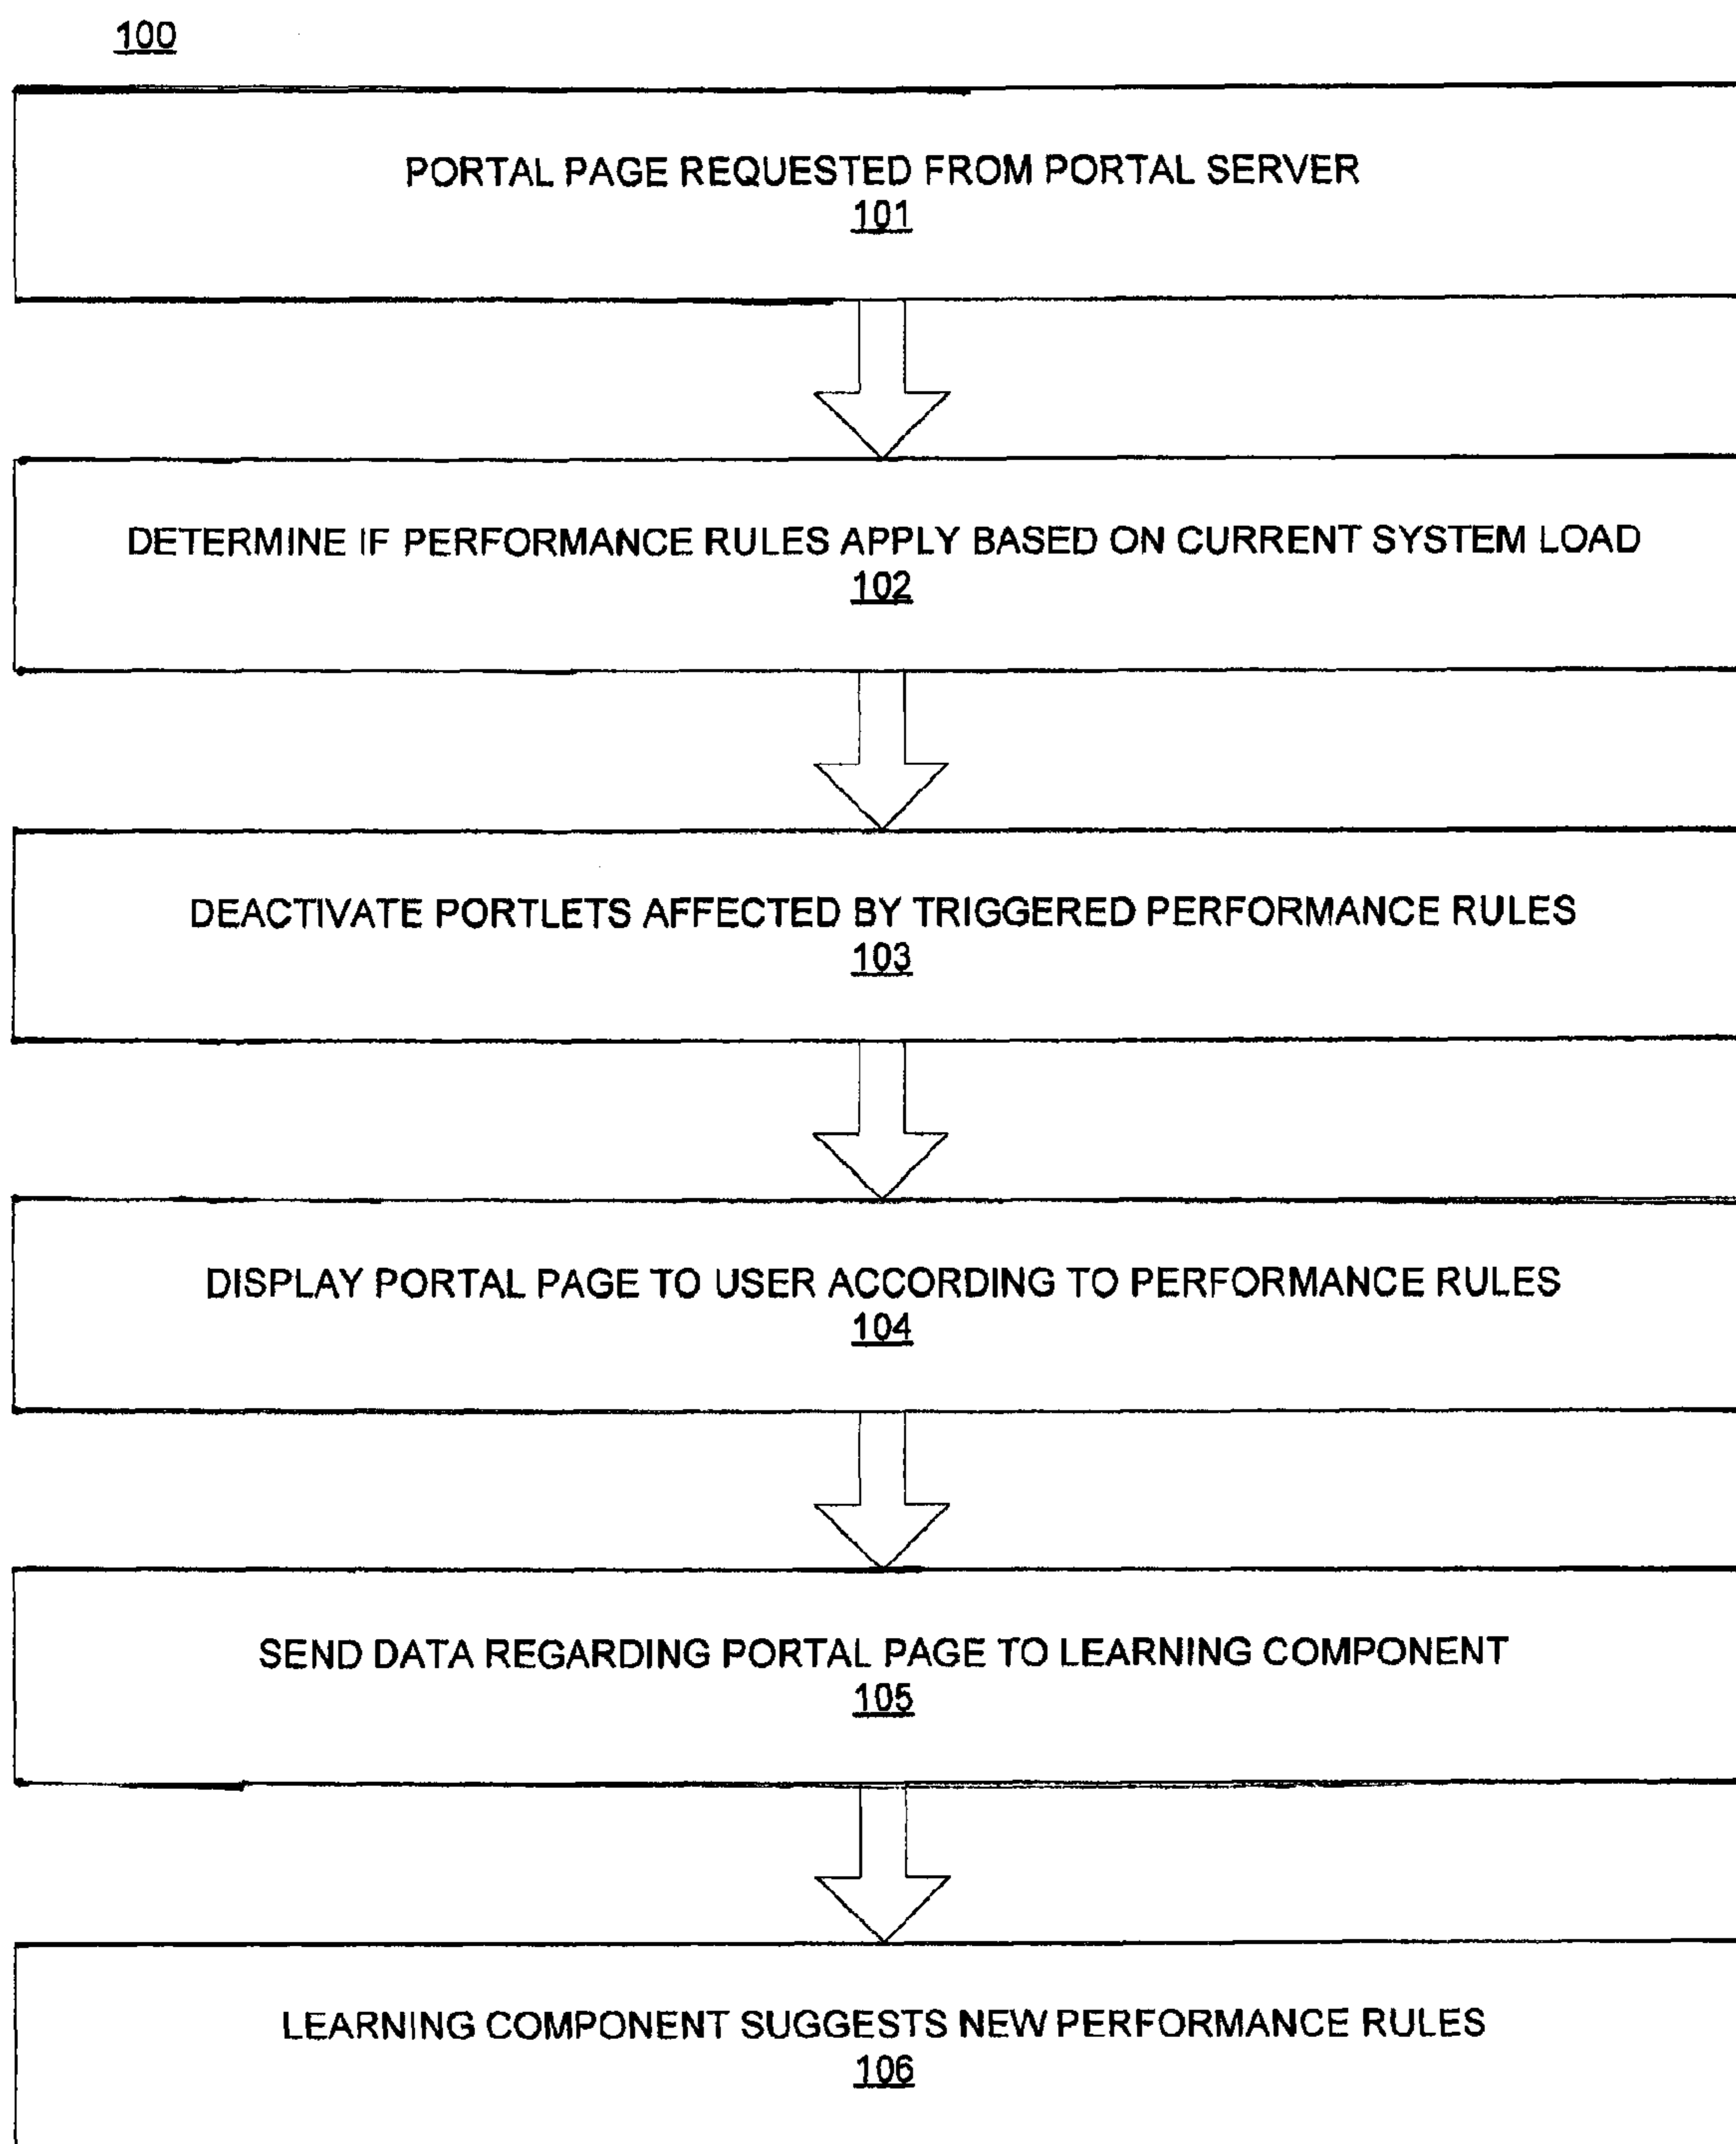 100
PORTAL PAGE REQUESTED FROM PORTAL SERVER
101
DETERMINE IF PERFORMANCE RULES APPLY BASED ON CURRENT SYSTEM LOAD
102
DEACTIVATE PORTLETS AFFECTED BY TRIGGERED PERFORMANCE RULES
103
DISPLAY PORTAL PAGE TO USER ACCORDING TO PERFORMANCE RULES
104
SEND DATA REGARDING PORTAL PAGE TO LEARNING COMPONENT
105
LEARNING COMPONENT SUGGESTS NEW PERFORMANCE RULES
106